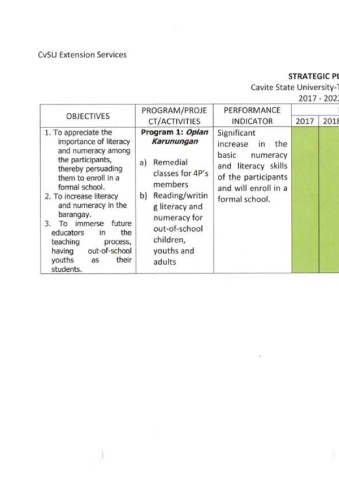 CvSU Extension Services
STRATEGIC PL
Cavite State University-T
2017 - 202
OBJECTIVES
PROGRAM/PROJE
CT/ACTIVITIES
PERFORMANCE
INDICATOR
2017
2018
1. To appreciate the
importance of literacy
and numeracy among
the participants,
thereby persuading
them to enroll in a
formal school.
2. To increase literacy
and numeracy in the
barangay.
3. To immerse future
educators in the
teaching process,
having out-of-school
youths as their
students.
Program 1: Oplan
Karunungan
a) Remedial
classes for 4P's
members
b) Reading/writin
g literacy and
numeracy for
out-of-school
children,
youths and
adults
Significant
increase in the
basic numeracy
and literacy skills
of the participants
and will enroll in a
formal school.